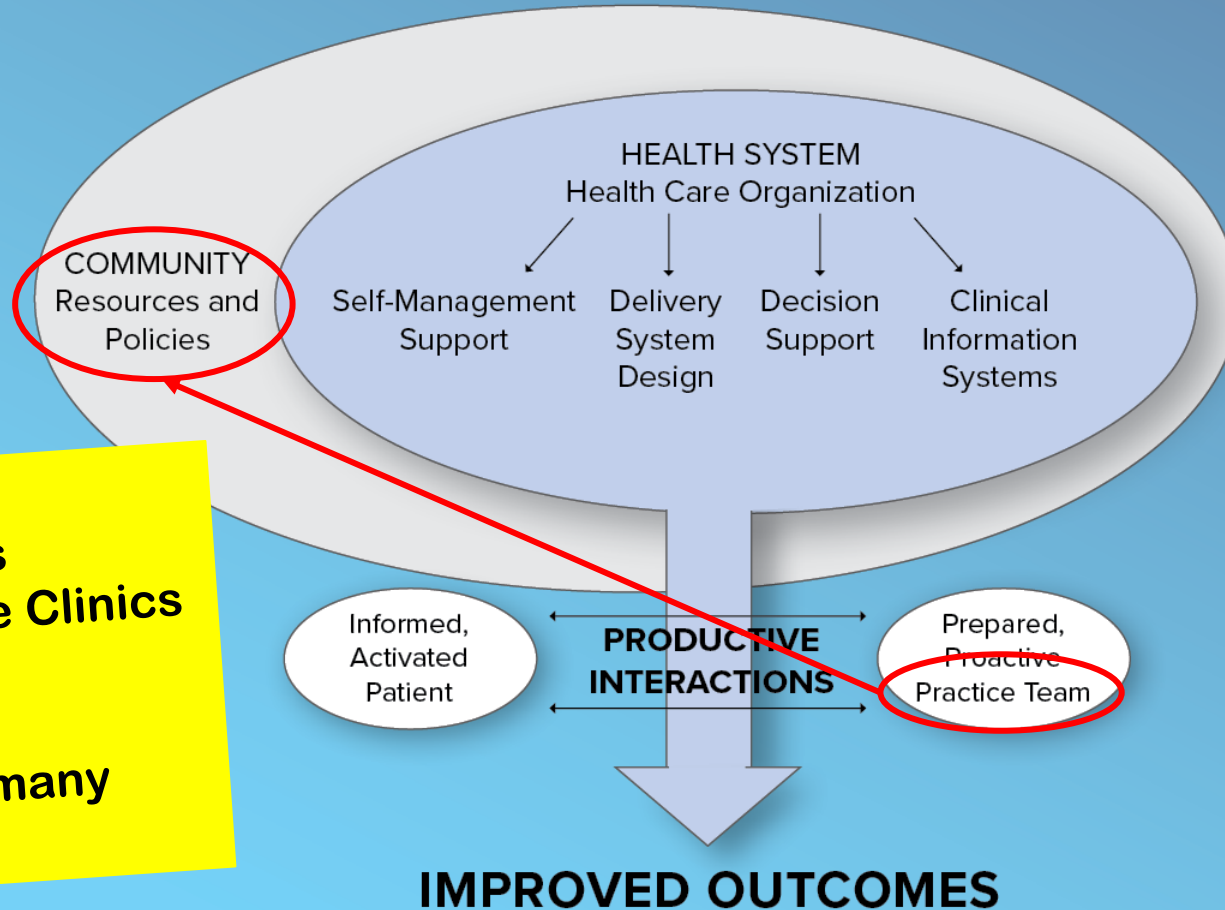 HEALTH SYSTEM
Health Care Organization
COMMUNITY
Resources and
Policies
Self-Management
Support
Delivery
System
Design
Decision
Support
Clinical
Information
Systems
Clinics
Informed,
Activated
Patient
PRODUCTIVE
INTERACTIONS
Prepared,
Proactive
Practice Team
IMPROVED OUTCOMES